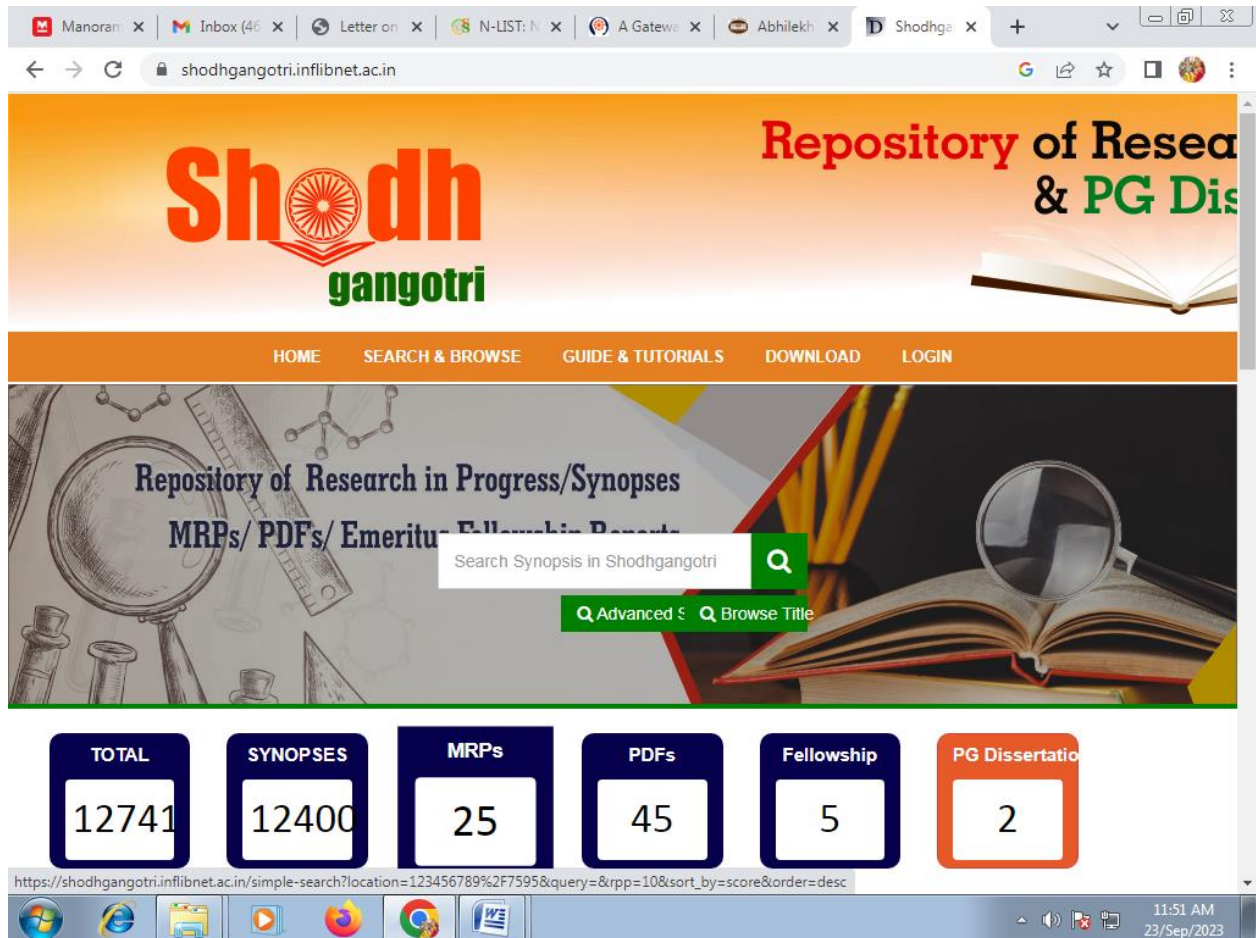 Manoram
Inbox (46
Letter on
N-LIST: N
A Gatewa
Abhilekh
Shodhga
shodhgangotri.inflibnet.ac.in
Shodh
gangotri
Repository of Resea
& PG Dis
HOME SEARCH & BROWSE GUIDE & TUTORIALS DOWNLOAD LOGIN
Repository of Research in Progress/Synopses
MRPs/ PDFs/ Emeritus Fellowship Reports
Search Synopsis in Shodhgangotri
Advanced S Browse Title
TOTAL SYNOPSES MRPs PDFs Fellowship PG Dissertatio
12741 12400 25 45 5 2
https://shodhgangotri.inflibnet.ac.in/simple-search?location=123456789%2F7595&query=&rpp=10&sort_by=score&order=desc
11:51 AM
23/Sep/2023